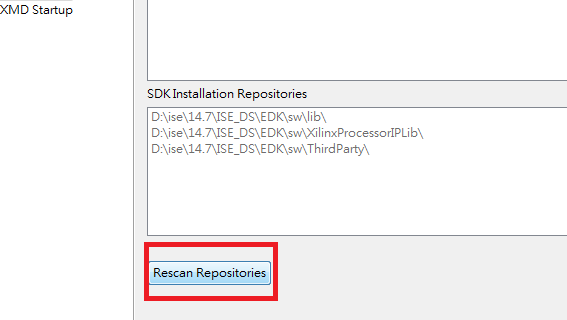 XMD Startup
SDK Installation Repositories
D:\ise\14.7\ISE_DS\EDK\sw\lib\
D:\ise\14.7\ISE_DS\EDK\sw\XilinxProcessorIPLib\
D:\ise\14.7\ISE_DS\EDK\sw\ThirdParty\
Rescan Repositories